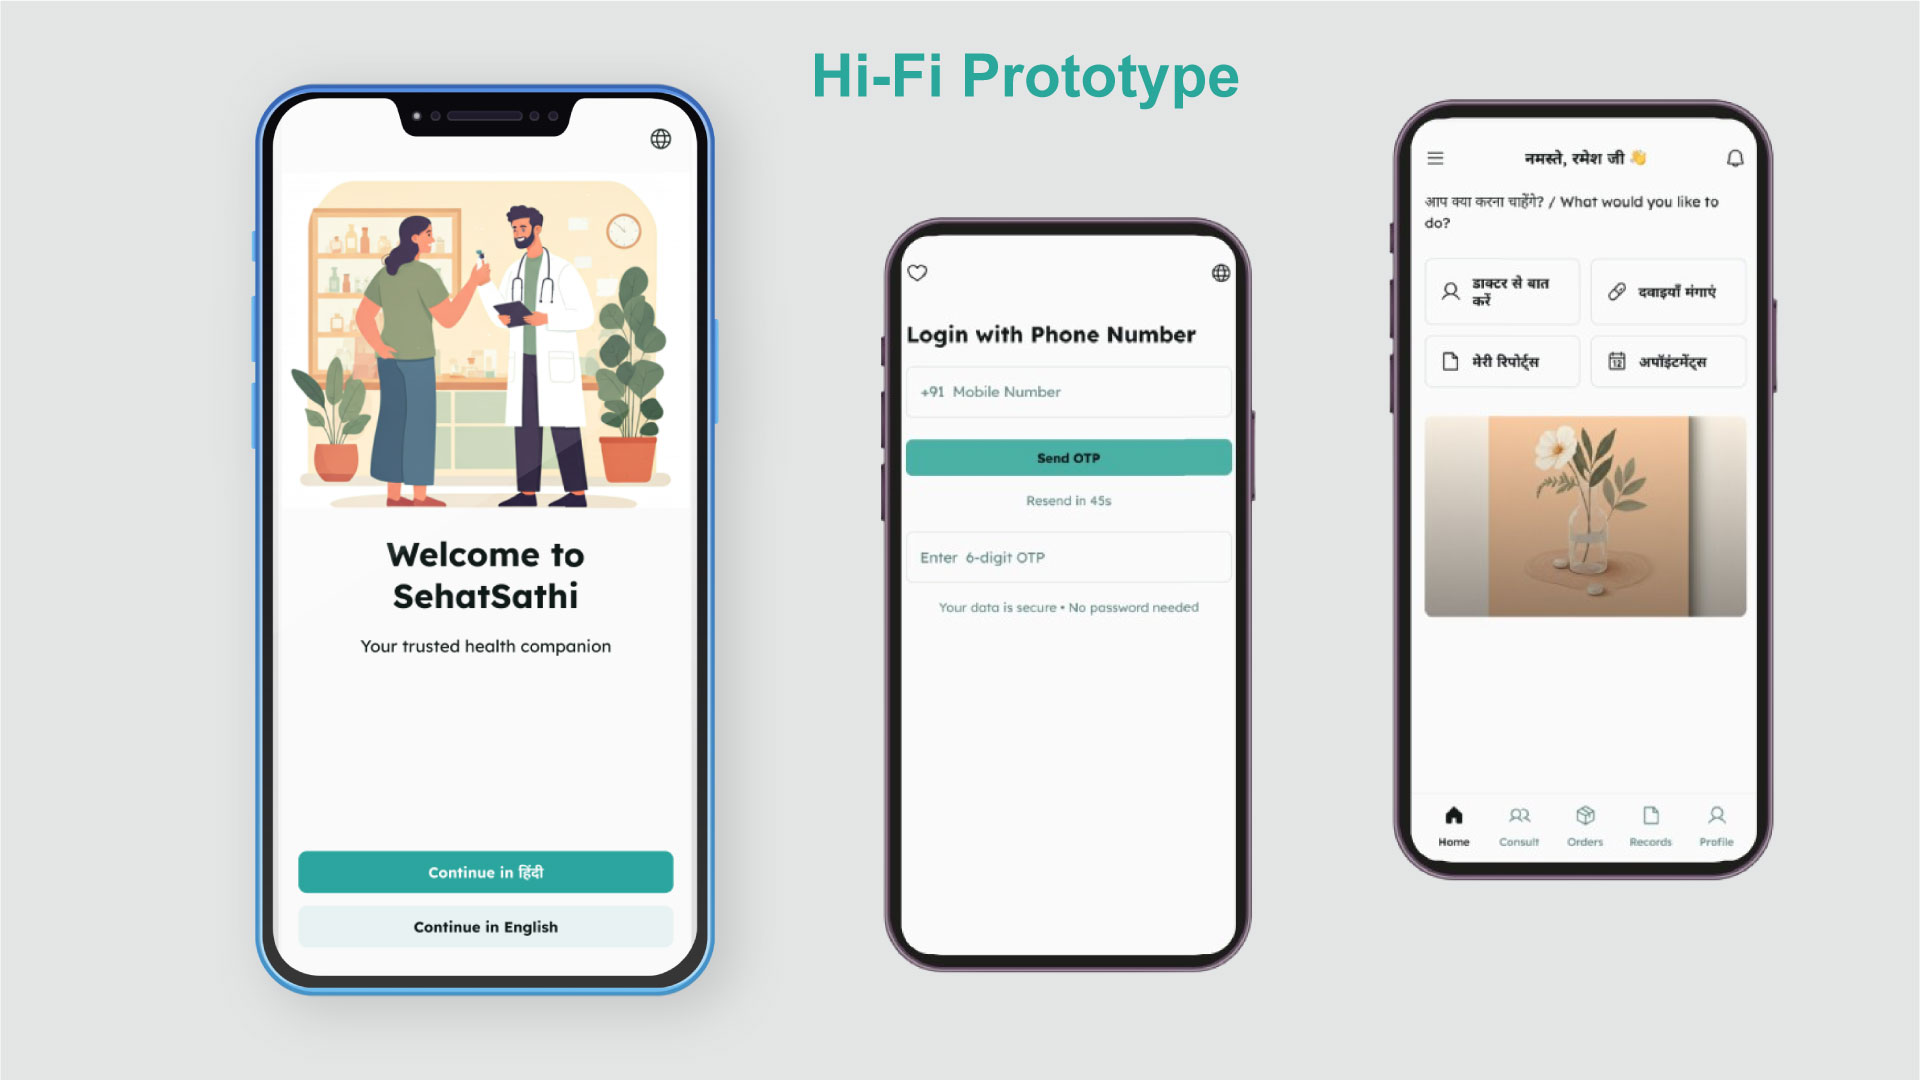 Hi-Fi Prototype
Welcome to
SehatSathi
Your trusted health companion
Continue in हिंदी
Continue in English
Login with Phone Number
+91 Mobile Number
Send OTP
Resend in 45s
Enter 6-digit OTP
Your data is secure • No password needed
नमस्ते, रमेश जी 👋
आप क्या करना चाहेंगे? / What would you like to
do?
डाक्टर से बात
करें
दवाइयाँ मंगाएं
मेरी रिपोर्ट्स
12
अपॉइंटमेंट्स
Home
Consult
Orders
Records
Profile